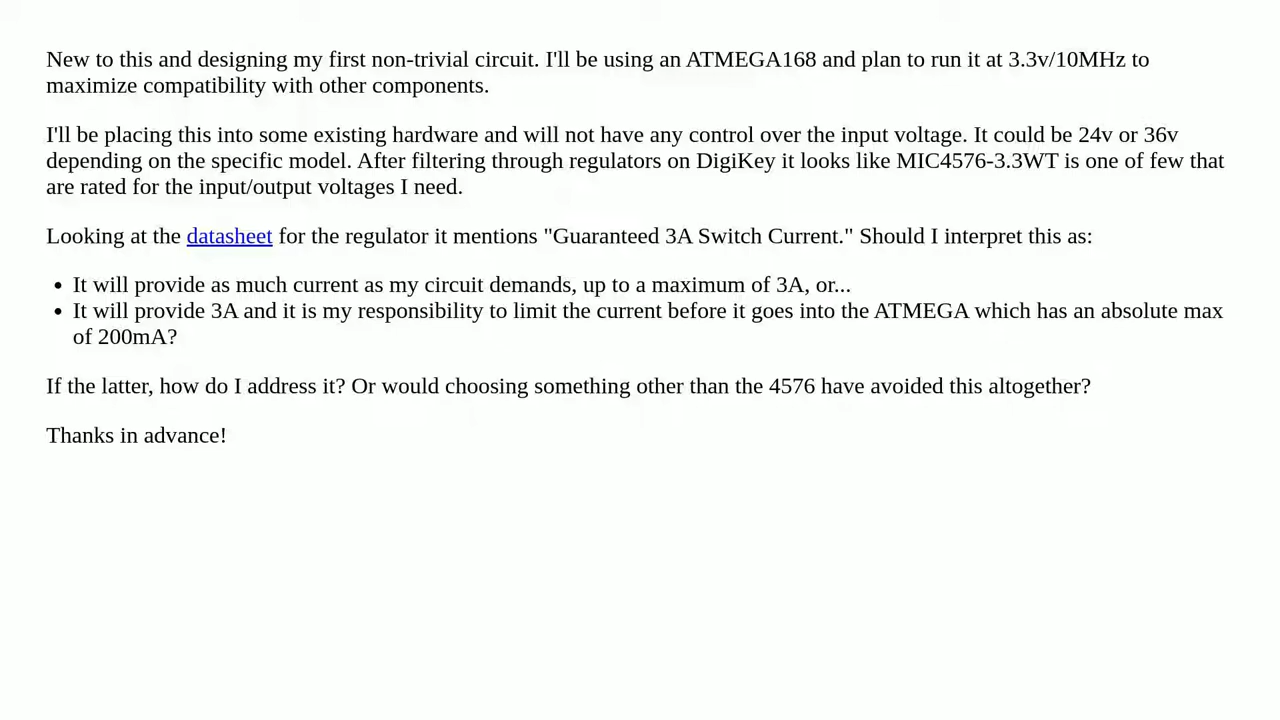 New to this and designing my first non-trivial circuit. I'll be using an ATMEGA168 and plan to run it at 3.3v/10MHz to
maximize compatibility with other components.
I'll be placing this into some existing hardware and will not have any control over the input voltage. It could be 24v or 36v
depending on the specific model. After filtering through regulators on DigiKey it looks like MIC4576-3.3WT is one of few that
are rated for the input/output voltages I need.
Looking at the datasheet for the regulator it mentions "Guaranteed 3A Switch Current." Should I interpret this as:
• It will provide as much current as my circuit demands, up to a maximum of 3A, or...
• It will provide 3A and it is my responsibility to limit the current before it goes into the ATMEGA which has an absolute max
of 200mA?
If the latter, how do I address it? Or would choosing something other than the 4576 have avoided this altogether?
Thanks in advance!